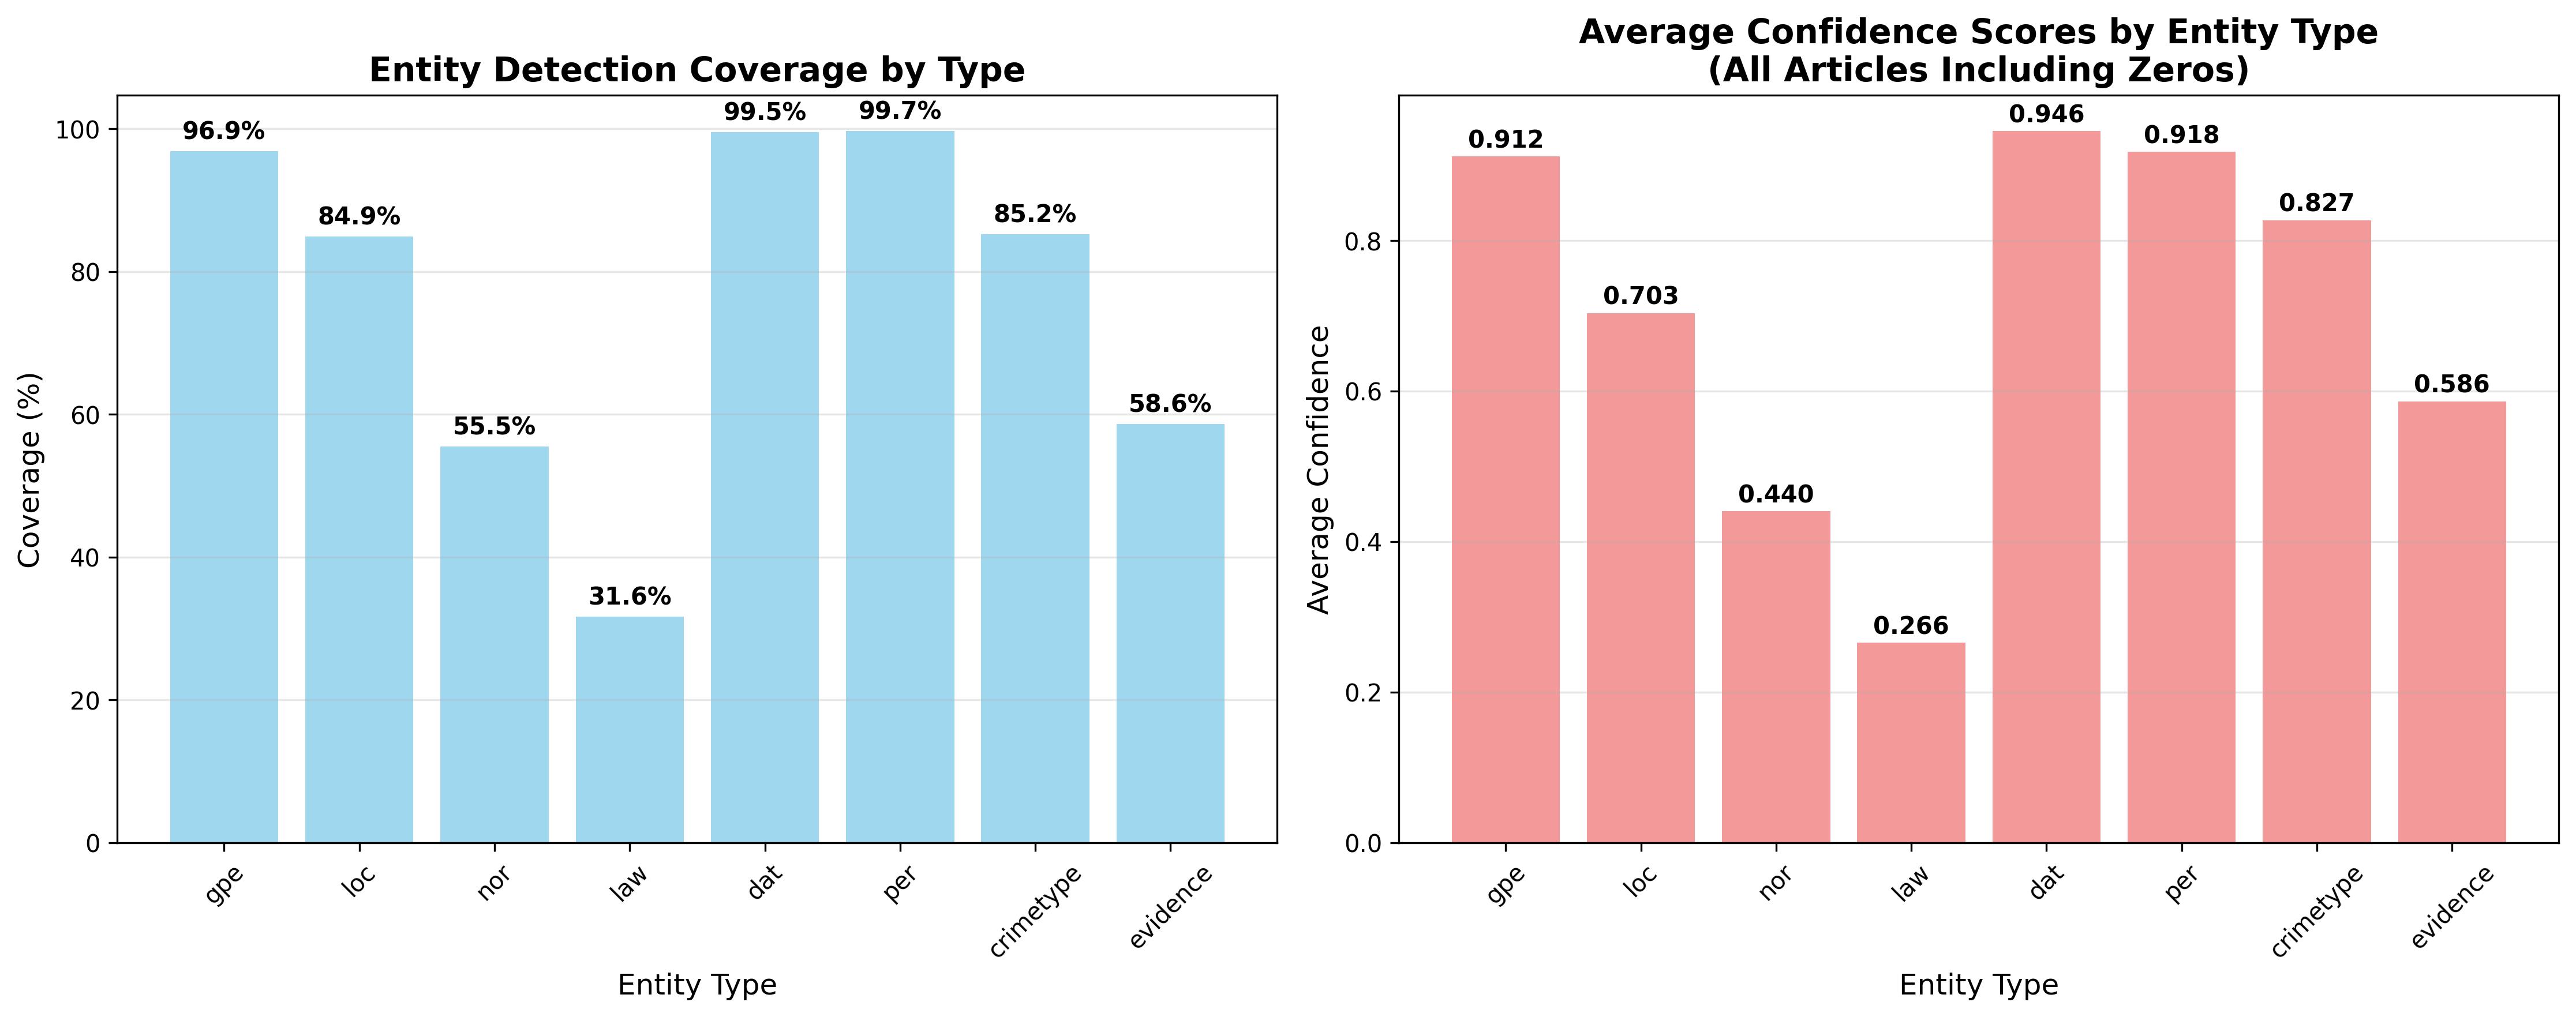 Entity Detection Coverage by Type
Coverage (%)
100
80
60
40
20
0
96.9%
84.9%
55.5%
31.6%
99.5%
99.7%
85.2%
58.6%
gpe
loc
nor
law
dat
per
crimetype
evidence
Entity Type
Average Confidence Scores by Entity Type
(All Articles Including Zeros)
Average Confidence
0.8
0.6
0.4
0.2
0.0
0.912
0.703
0.440
0.266
0.946
0.918
0.827
0.586
gpe
loc
nor
law
dat
per
crimetype
evidence
Entity Type